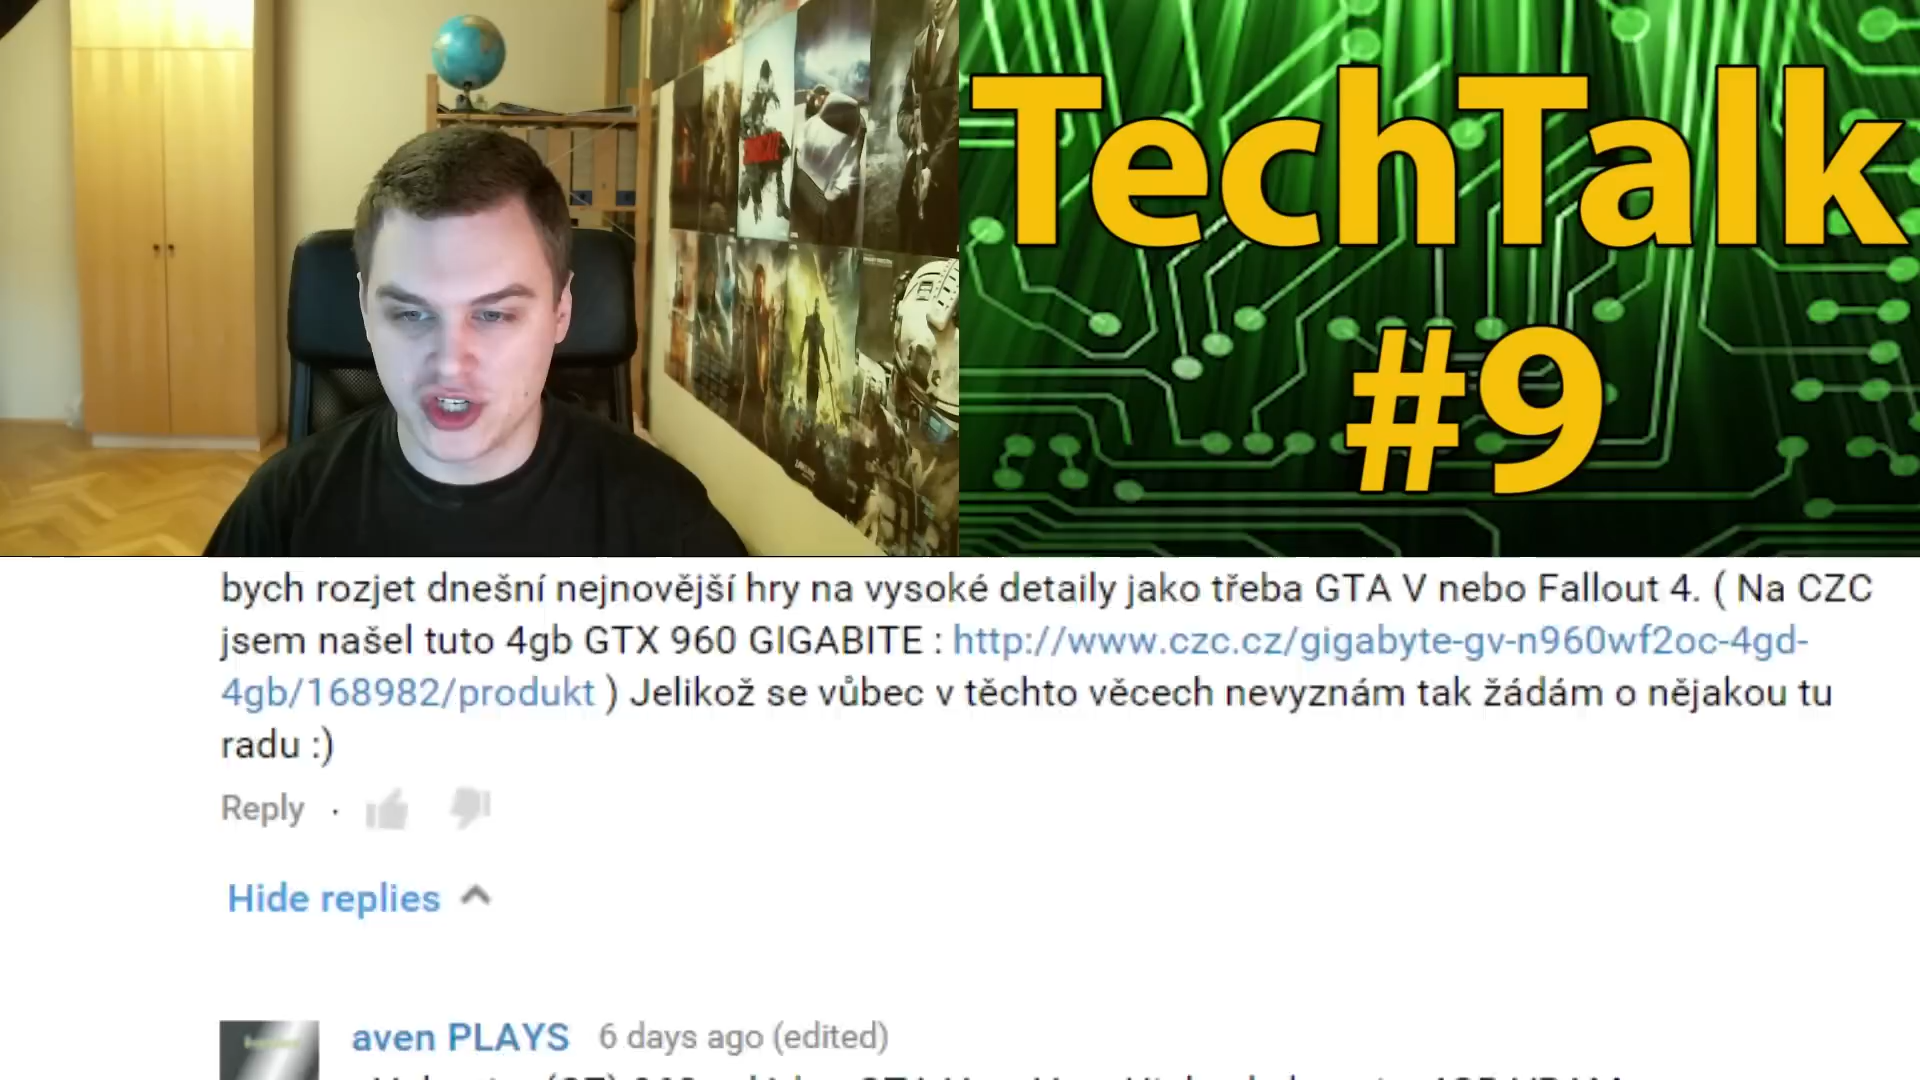 TechTalk
#9
bych rozjet dnešní nejnovější hry na vysoké detaily jako třeba GTA V nebo Fallout 4. ( Na CZC
jsem našel tuto 4gb GTX 960 GIGABITE : http://www.czc.cz/gigabyte-gv-n960wf2oc-4gd-
4gb/168982/produkt ) Jelikož se vůbec v těchto věcech nevyznám tak žádám o nějakou tu
radu :)
Reply ·
Hide replies
aven PLAYS 6 days ago (edited)